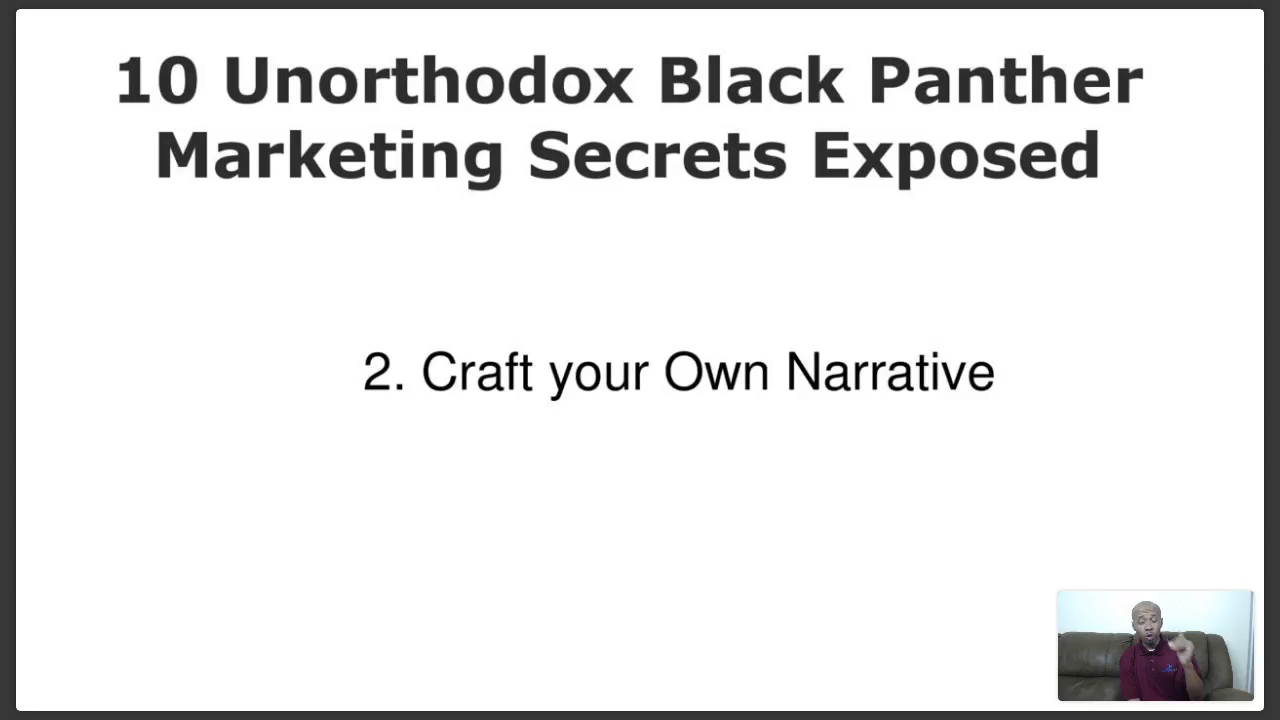 10 Unorthodox Black Panther
Marketing Secrets Exposed
2. Craft your Own Narrative